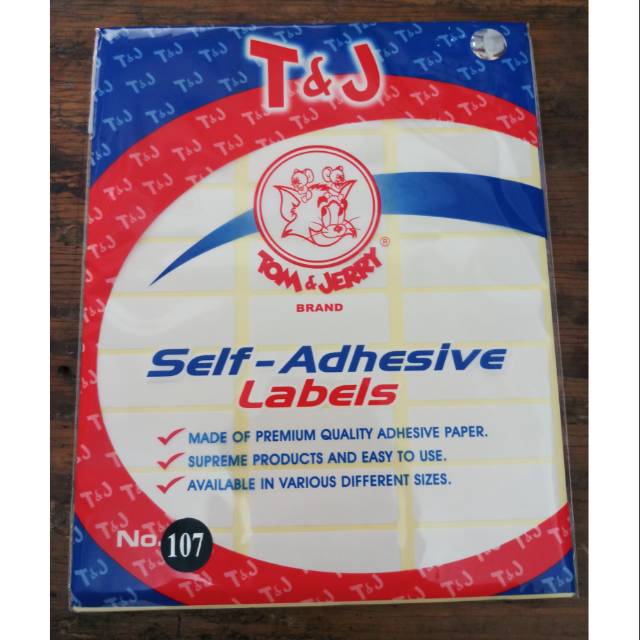 T&J
TOM & JERRY ®
BRAND
Self-Adhesive
Labels
MADE OF PREMIUM QUALITY ADHESIVE PAPER.
SUPREME PRODUCTS AND EASY TO USE.
AVAILABLE IN VARIOUS DIFFERENT SIZES.
No. 107
T&J T&J